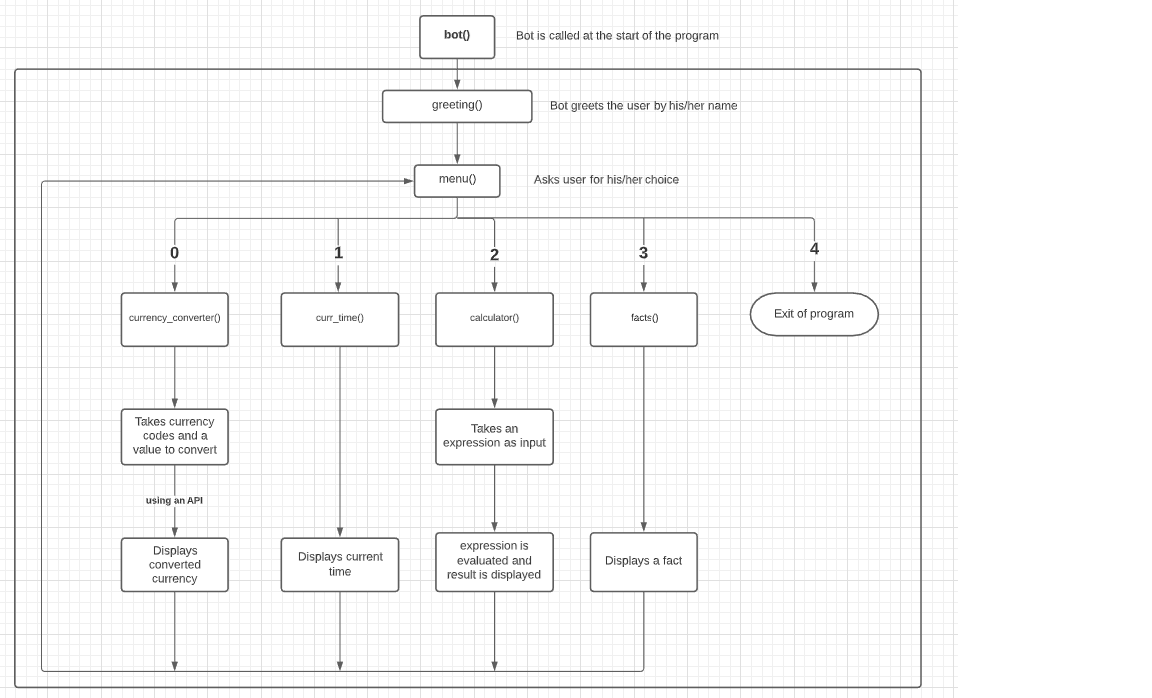 bot()
Bot is called at the start of the program
greeting()
Bot greets the user by his/her name
menu()
Asks user for his/her choice
0
1
2
3
4
currency_converter()
curr_time()
calculator()
facts()
Exit of program
Takes currency
codes and a
value to convert
Takes an
expression as input
using an API
Displays
converted
currency
Displays current
time
expression is
evaluated and
result is displayed
Displays a fact